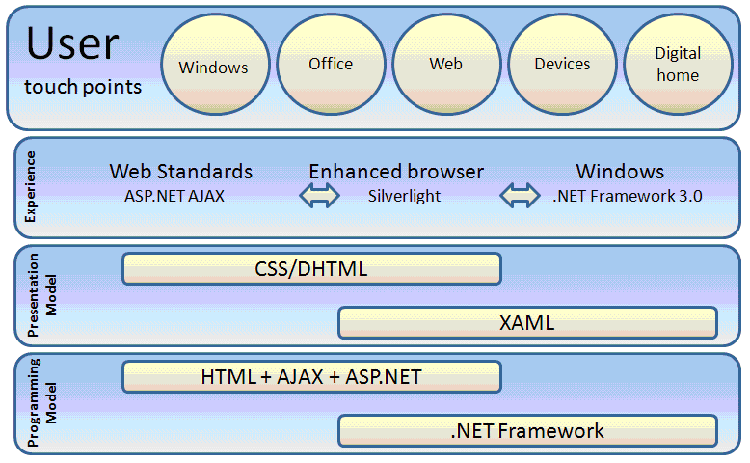 User
touch points
Windows
Office
Web
Devices
Digital
home
Experience
Web Standards
ASP.NET AJAX
Enhanced browser
Silverlight
Windows
.NET Framework 3.0
Presentation
Model
CSS/DHTML
XAML
Programming
Model
HTML + AJAX + ASP.NET
.NET Framework